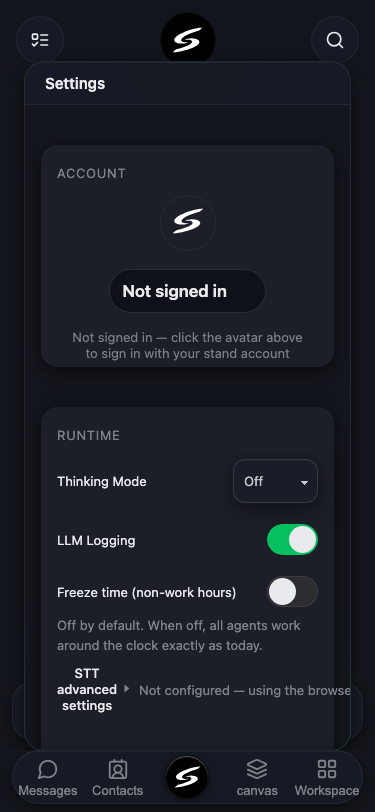 Settings
ACCOUNT
Not signed in
Not signed in — click the avatar above
to sign in with your stand account
RUNTIME
Thinking Mode
Off
LLM Logging
Freeze time (non-work hours)
Off by default. When off, all agents work
around the clock exactly as today.
STT
advanced
settings
Not configured — using the browse
Messages
Contacts
canvas
Workspace